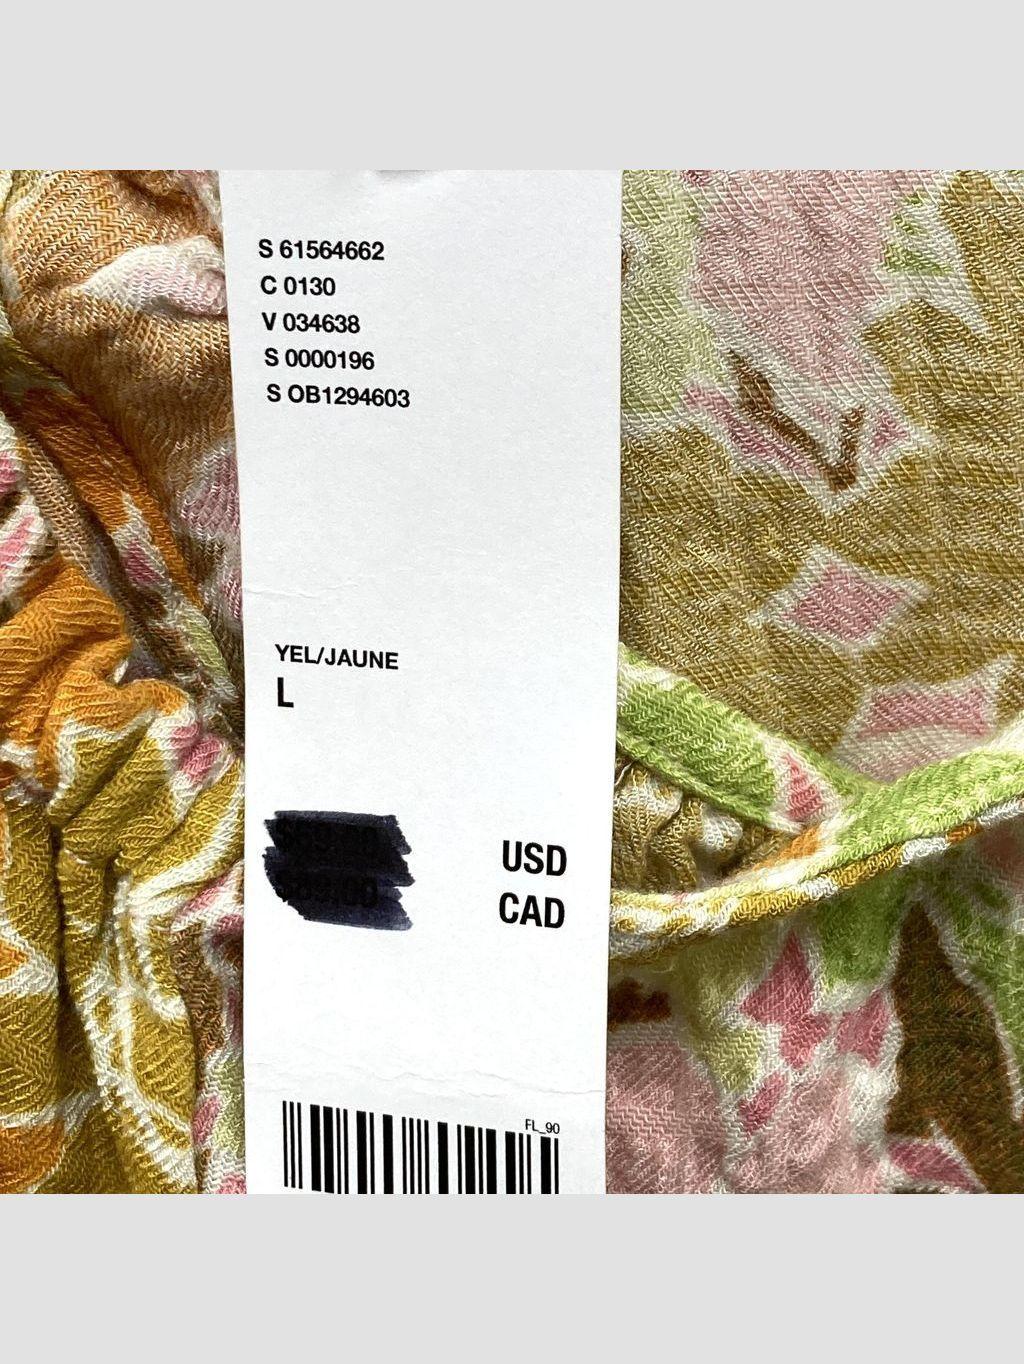 S 61564662
C 0130
V 034638
S 0000196
S OB1294603
YEL/JAUNE
L
USD
CAD
FL_90